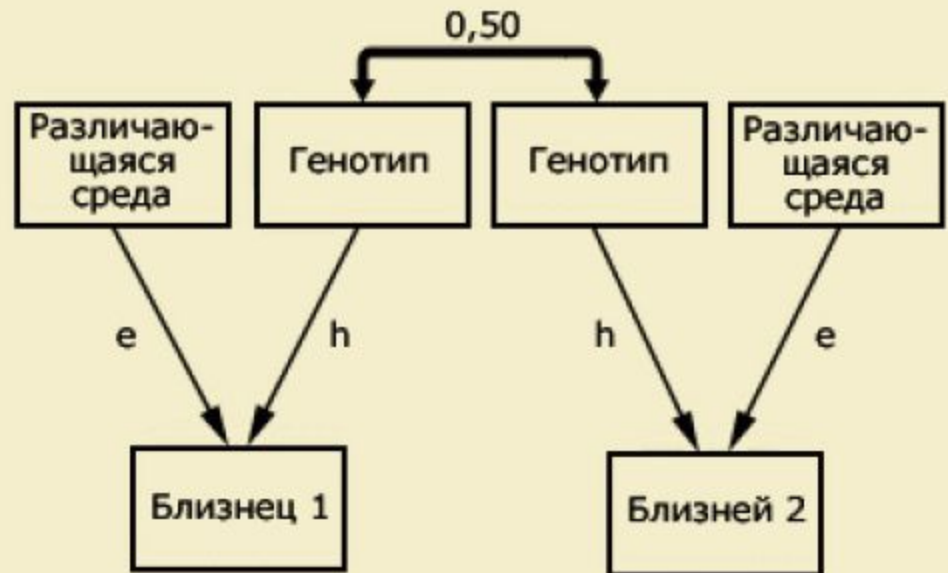 0,50
Различаю-
щаяся
среда
Генотип
Генотип
Различаю-
щаяся
среда
e
h
h
e
Близнец 1
Близней 2